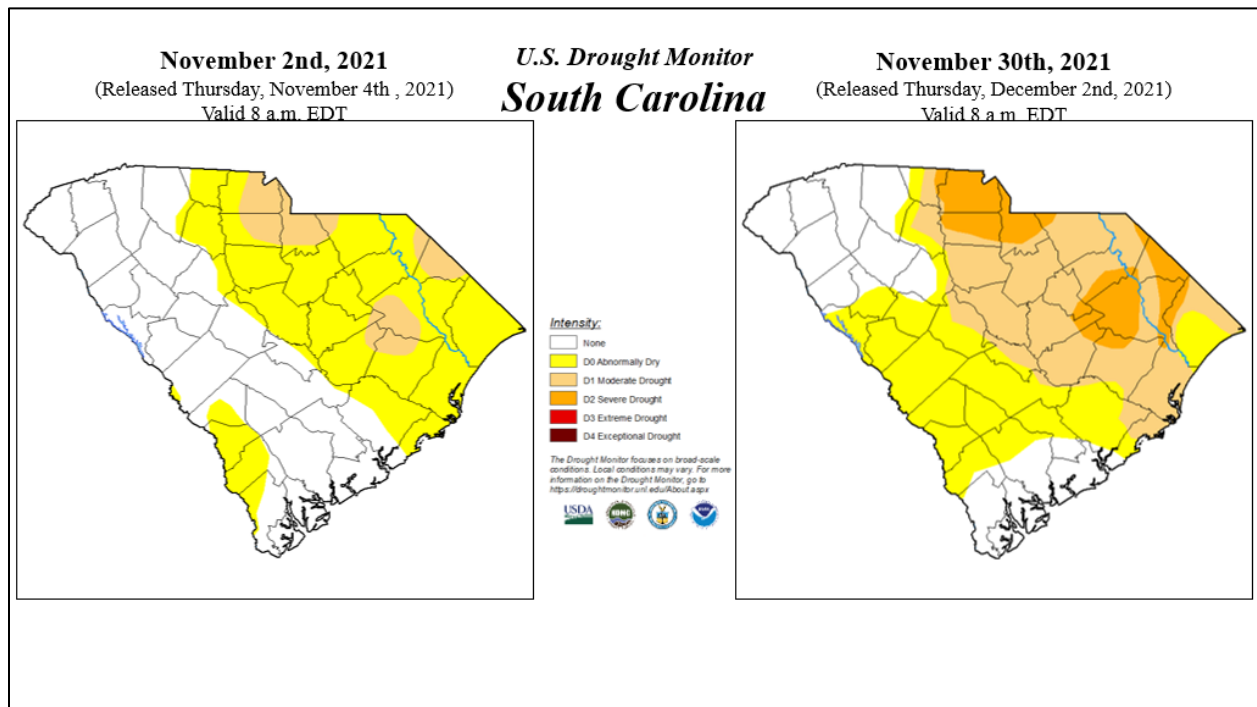 November 2nd, 2021
(Released Thursday, November 4th , 2021)
Valid 8 a.m. EDT
U.S. Drought Monitor
South Carolina
November 30th, 2021
(Released Thursday, December 2nd, 2021)
Valid 8 a.m. EDT
Intensity:
None
D0 Abnormally Dry
D1 Moderate Drought
D2 Severe Drought
D3 Extreme Drought
D4 Exceptional Drought
The Drought Monitor focuses on broad-scale
conditions. Local conditions may vary. For more
information on the Drought Monitor, go to
https://droughtmonitor.unl.edu/About.aspx
USDA
NDMC